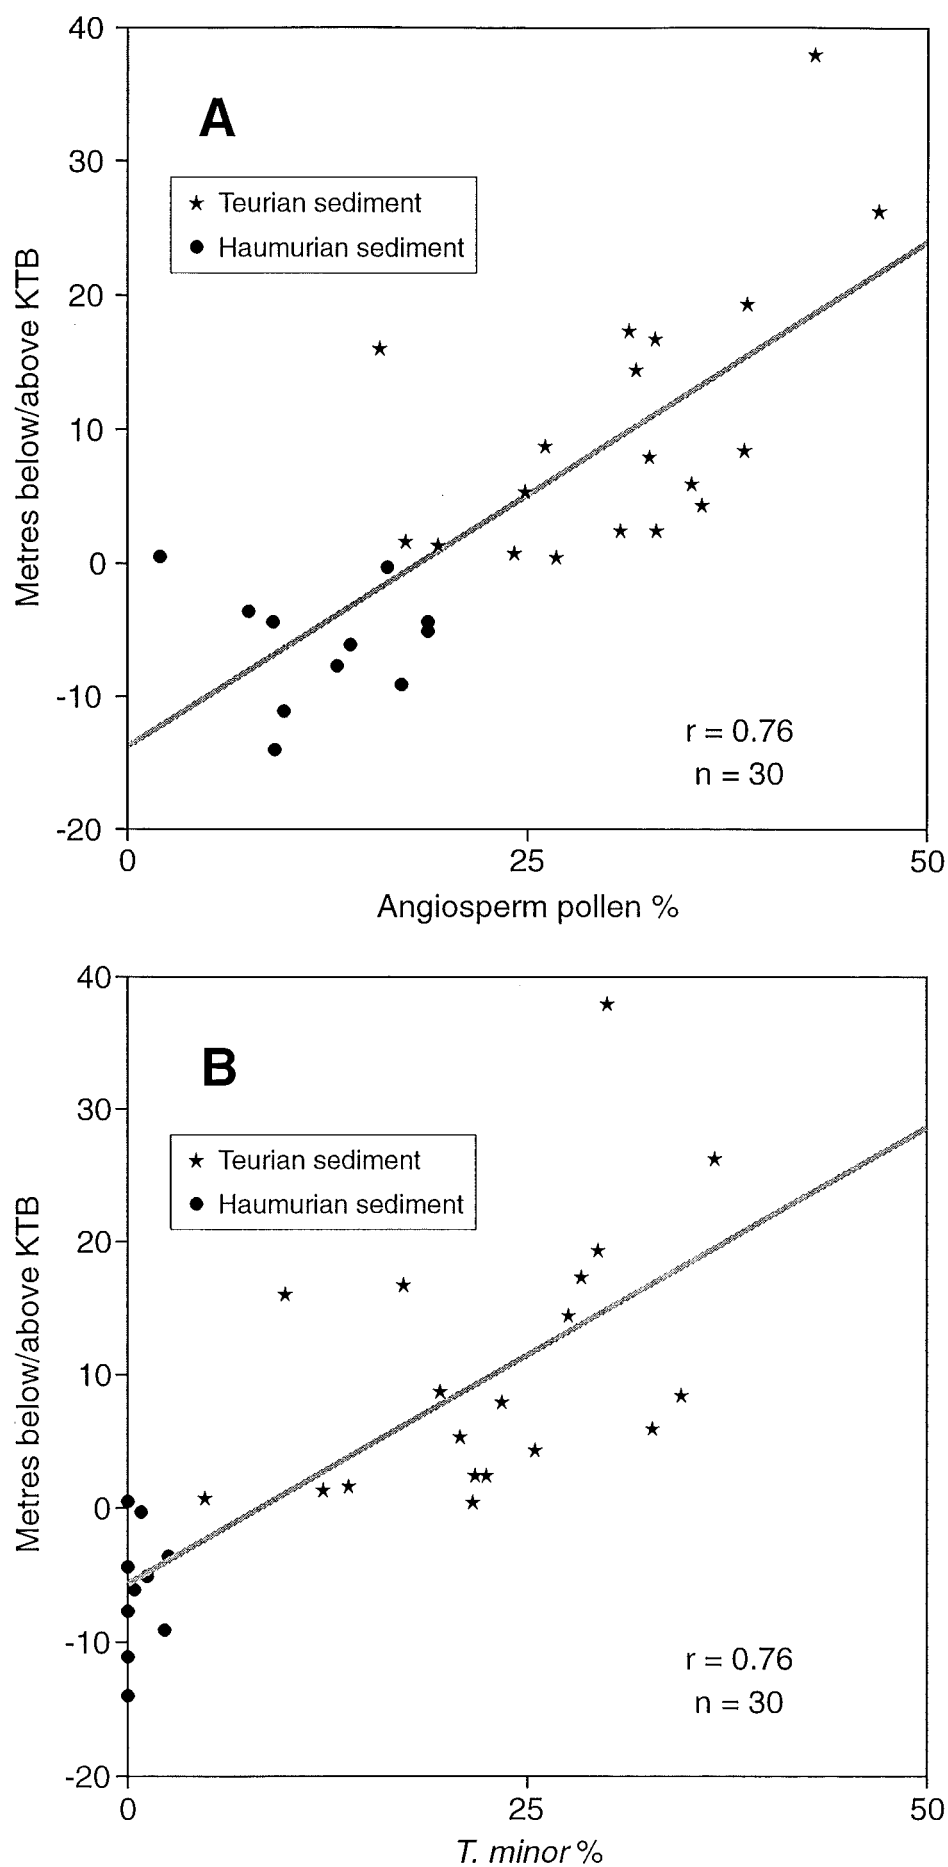 40
A
30
★ Teurian sediment
● Haumurian sediment
20
10
0
-10
-20
Metres below/above KTB
r = 0.76
n = 30
0 25 50
Angiosperm pollen %
40
B
30
★ Teurian sediment
● Haumurian sediment
20
10
0
-10
-20
Metres below/above KTB
r = 0.76
n = 30
0 25 50
T. minor %